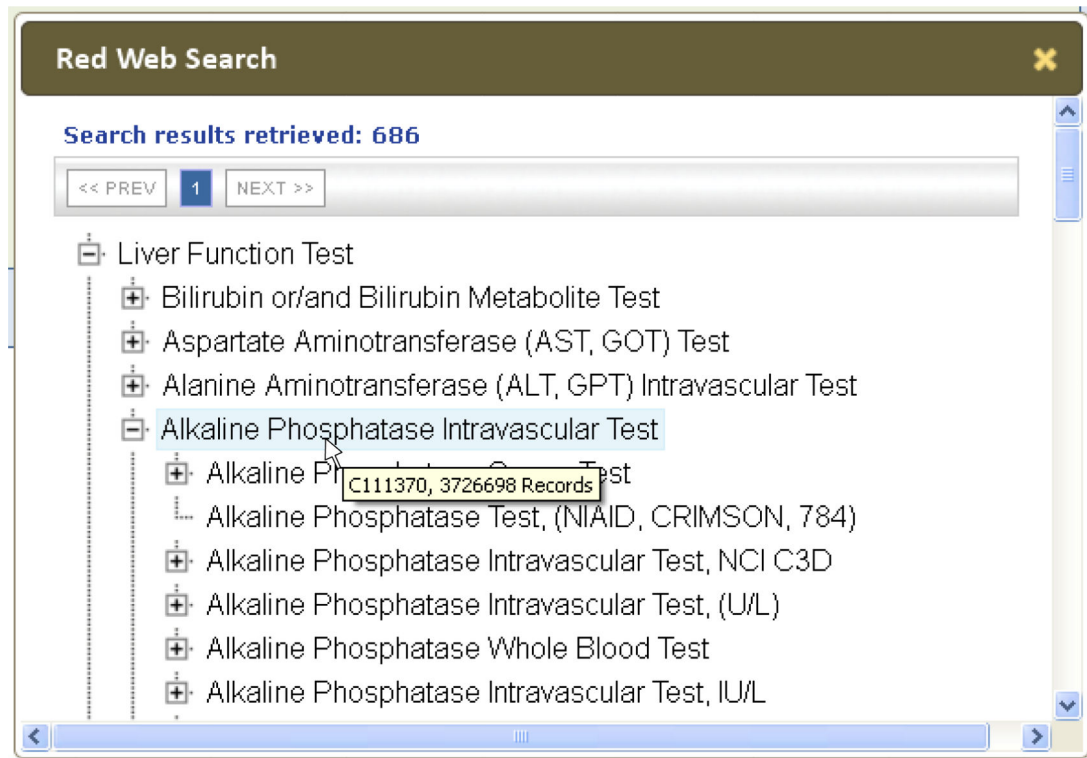 Red Web Search
Search results retrieved: 686
<< PREV 1 NEXT >>
Liver Function Test
Bilirubin or/and Bilirubin Metabolite Test
Aspartate Aminotransferase (AST, GOT) Test
Alanine Aminotransferase (ALT, GPT) Intravascular Test
Alkaline Phosphatase Intravascular Test
Alkaline Test
C111370, 3726698 Records
Alkaline Phosphatase Test, (NIAID, CRIMSON, 784)
Alkaline Phosphatase Intravascular Test, NCI C3D
Alkaline Phosphatase Intravascular Test, (U/L)
Alkaline Phosphatase Whole Blood Test
Alkaline Phosphatase Intravascular Test, IU/L